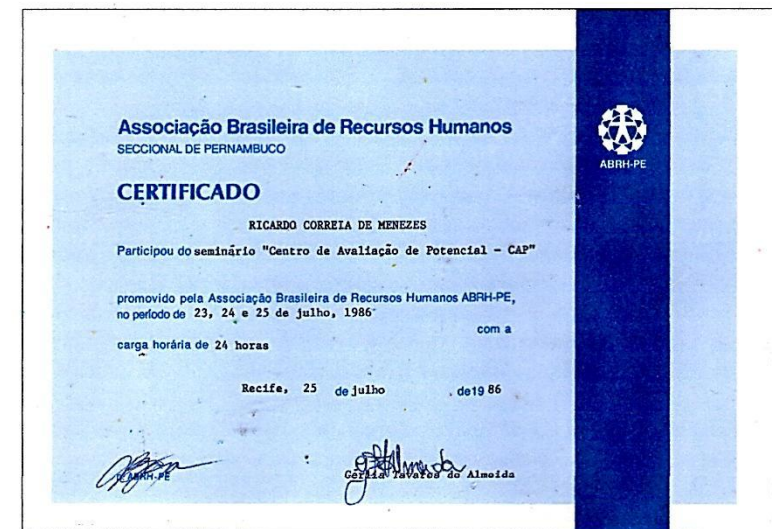 Associação Brasileira de Recursos Humanos
SECCIONAL DE PERNAMBUCO
ABRH-PE
CERTIFICADO
RICARDO CORREIA DE MENEZES
Participou do seminário "Centro de Avaliação de Potencial - CAP"
promovido pela Associação Brasileira de Recursos Humanos ABRH-PE,
no período de 23, 24 e 25 de julho, 1986
com a
carga horária de 24 horas
Recife, 25 de julho de 19 86
ABRH-PE
Tavares de Almeida